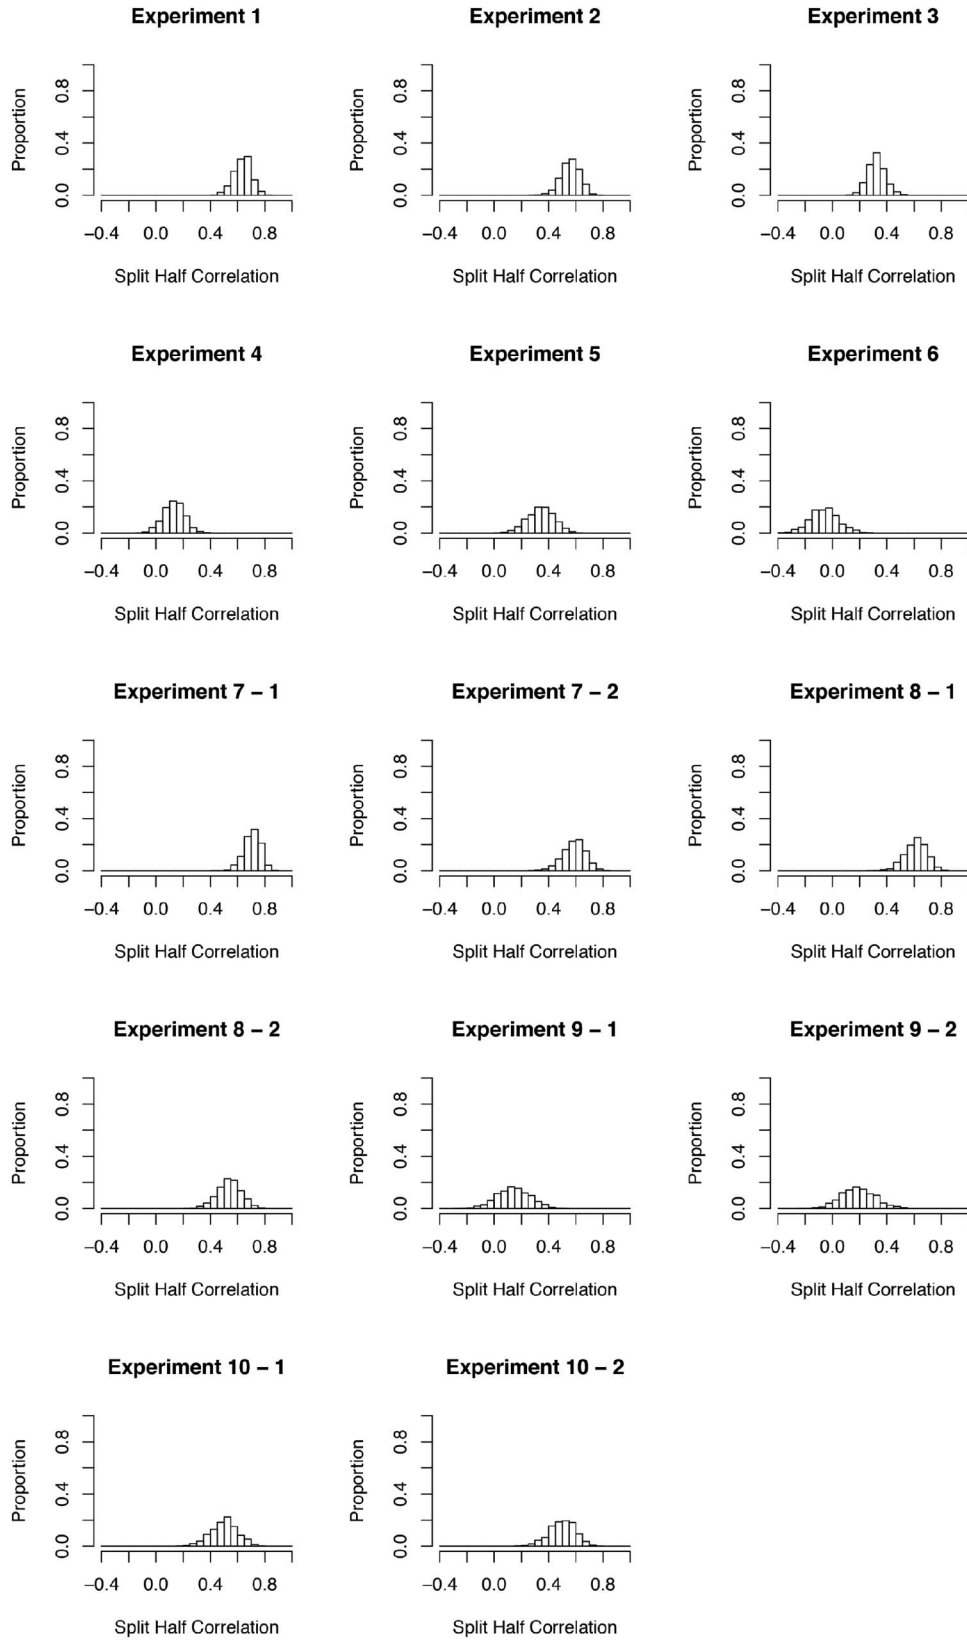 Experiment 1 Experiment 2 Experiment 3
Proportion Proportion Proportion
0.8 0.8 0.8
0.4 0.4 0.4
0.0 0.0 0.0
−0.4 0.0 0.4 0.8 −0.4 0.0 0.4 0.8 −0.4 0.0 0.4 0.8
Split Half Correlation Split Half Correlation Split Half Correlation
Experiment 4 Experiment 5 Experiment 6
Proportion Proportion Proportion
0.8 0.8 0.8
0.4 0.4 0.4
0.0 0.0 0.0
−0.4 0.0 0.4 0.8 −0.4 0.0 0.4 0.8 −0.4 0.0 0.4 0.8
Split Half Correlation Split Half Correlation Split Half Correlation
Experiment 7 − 1 Experiment 7 − 2 Experiment 8 − 1
Proportion Proportion Proportion
0.8 0.8 0.8
0.4 0.4 0.4
0.0 0.0 0.0
−0.4 0.0 0.4 0.8 −0.4 0.0 0.4 0.8 −0.4 0.0 0.4 0.8
Split Half Correlation Split Half Correlation Split Half Correlation
Experiment 8 − 2 Experiment 9 − 1 Experiment 9 − 2
Proportion Proportion Proportion
0.8 0.8 0.8
0.4 0.4 0.4
0.0 0.0 0.0
−0.4 0.0 0.4 0.8 −0.4 0.0 0.4 0.8 −0.4 0.0 0.4 0.8
Split Half Correlation Split Half Correlation Split Half Correlation
Experiment 10 − 1 Experiment 10 − 2
Proportion Proportion
0.8 0.8
0.4 0.4
0.0 0.0
−0.4 0.0 0.4 0.8 −0.4 0.0 0.4 0.8
Split Half Correlation Split Half Correlation